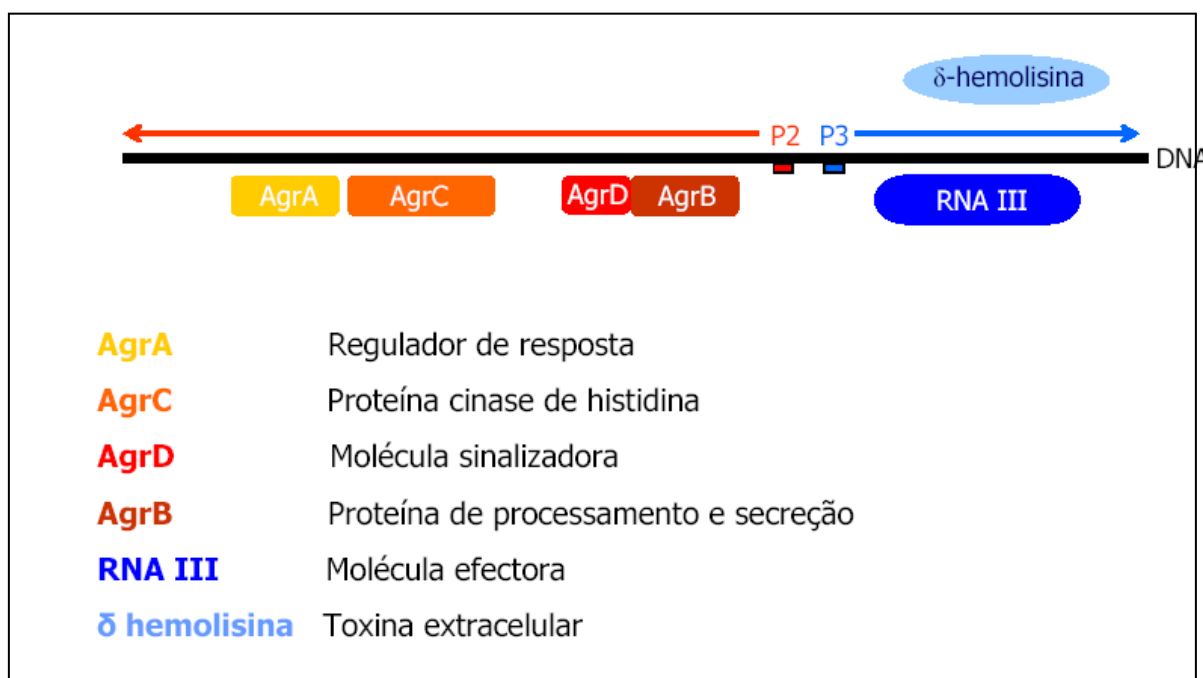 δ-hemolisina
P2 P3
DNA
AgrA AgrC AgrD AgrB RNA III
AgrA Regulador de resposta
AgrC Proteína cinase de histidina
AgrD Molécula sinalizadora
AgrB Proteína de processamento e secreção
RNA III Molécula efectora
δ hemolisina Toxina extracelular